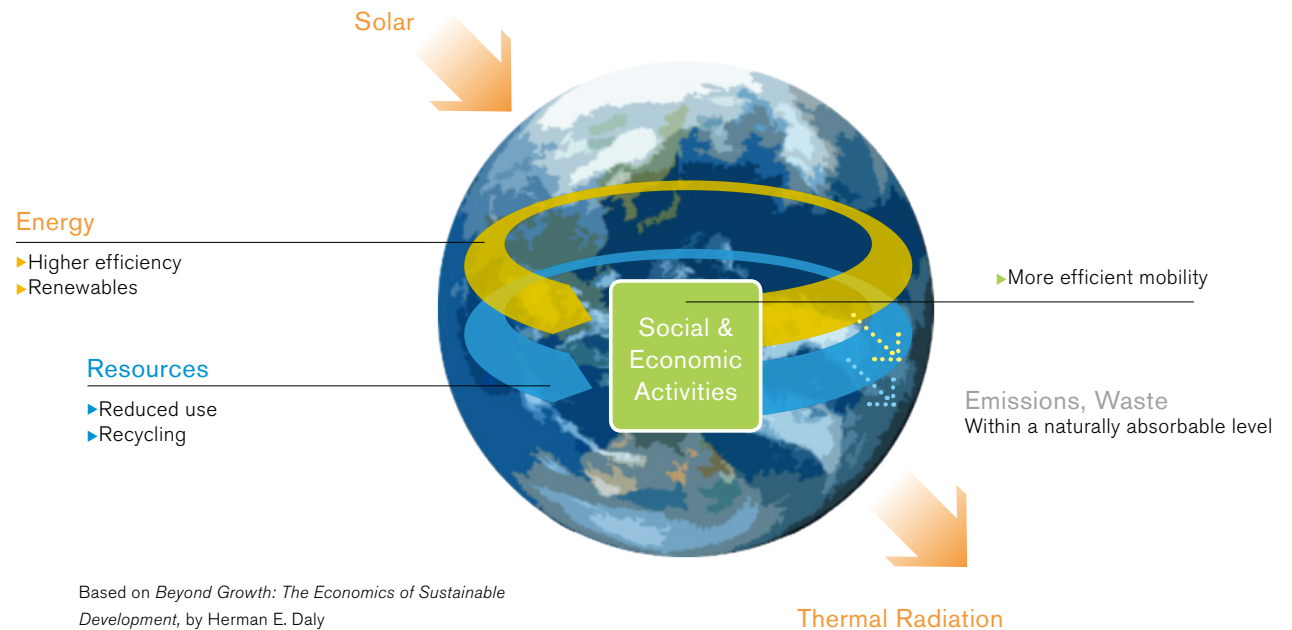 Solar
Energy
▶Higher efficiency
▶Renewables
▶More efficient mobility
Social &
Economic
Activities
Resources
▶Reduced use
▶Recycling
Emissions, Waste
Within a naturally absorbable level
Based on Beyond Growth: The Economics of Sustainable
Development, by Herman E. Daly
Thermal Radiation